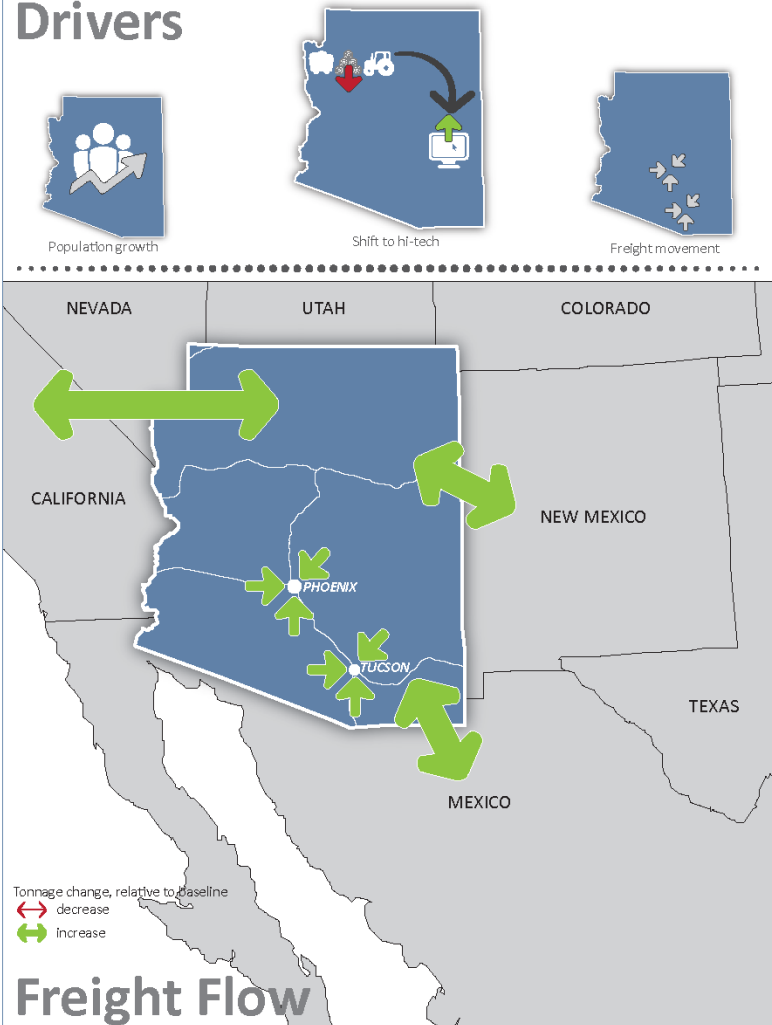 Drivers
Population growth
Shift to hi-tech
Freight movement
NEVADA
UTAH
COLORADO
CALIFORNIA
NEW MEXICO
PHOENIX
TUCSON
TEXAS
MEXICO
Tonnage change, relative to baseline
decrease
increase
Freight Flow